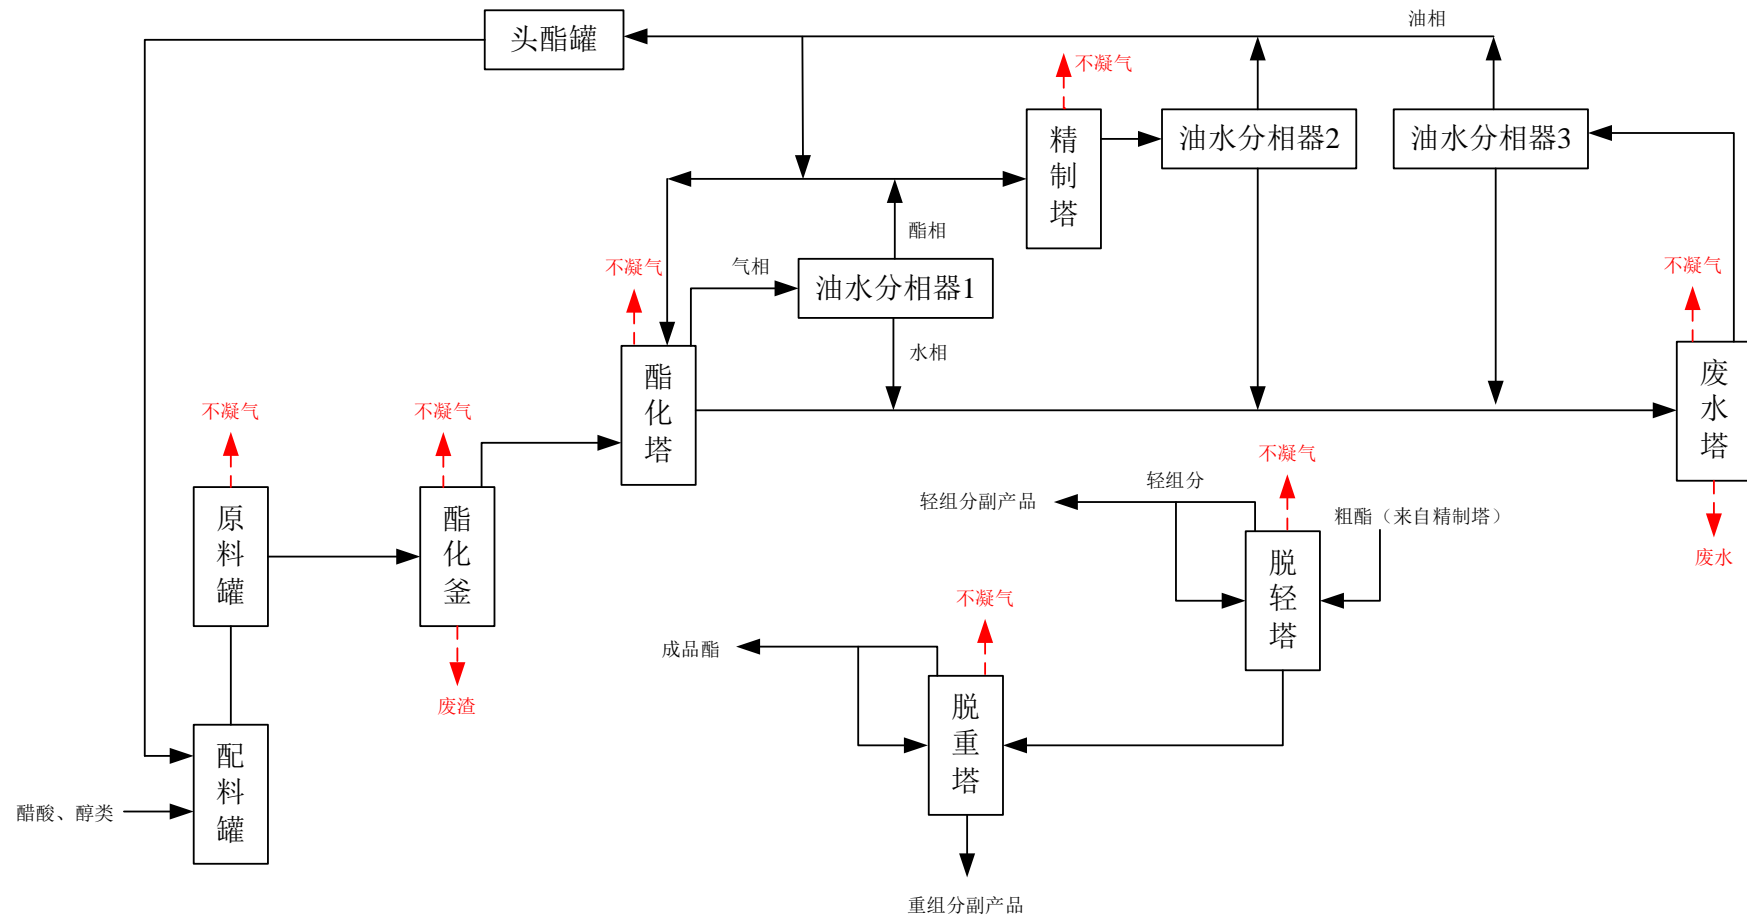 油相
头酯罐
不凝气
精制塔
油水分相器2
油水分相器3
酯相
不凝气
气相
油水分相器1
不凝气
水相
酯化塔
废水塔
不凝气
不凝气
不凝气
轻组分
轻组分副产品
粗酯（来自精制塔）
原料罐
酯化釜
脱轻塔
废水
不凝气
成品酯
废渣
脱重塔
配料罐
醋酸、醇类
重组分副产品